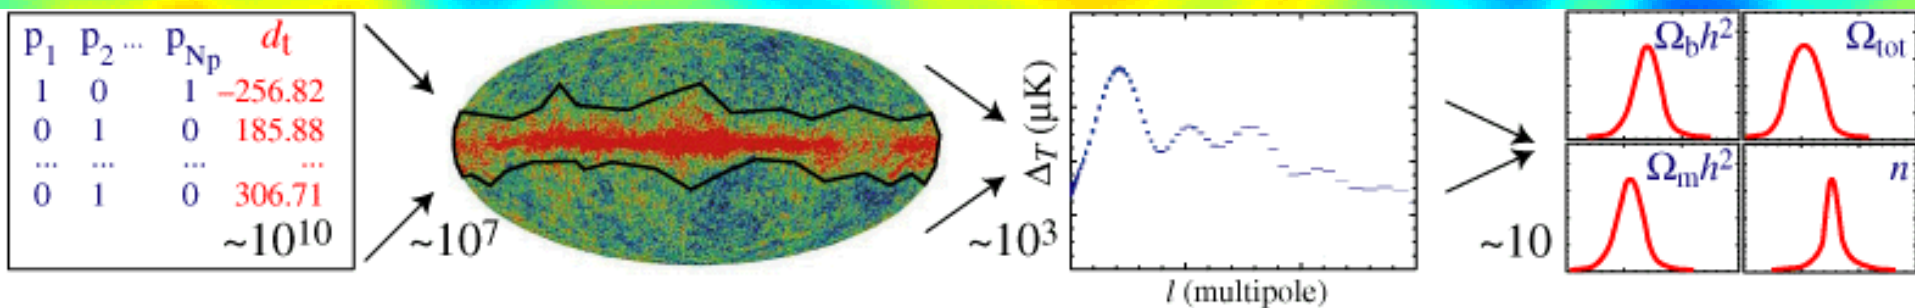 p1 p2 ... pNp dt
1 0 1 –256.82
0 1 0 185.88
... ... ... ...
0 1 0 306.71
~10^10
~10^7
~10^3
ΔT (μK)
l (multipole)
~10
Ωbh^2
Ωtot
Ωmh^2
n